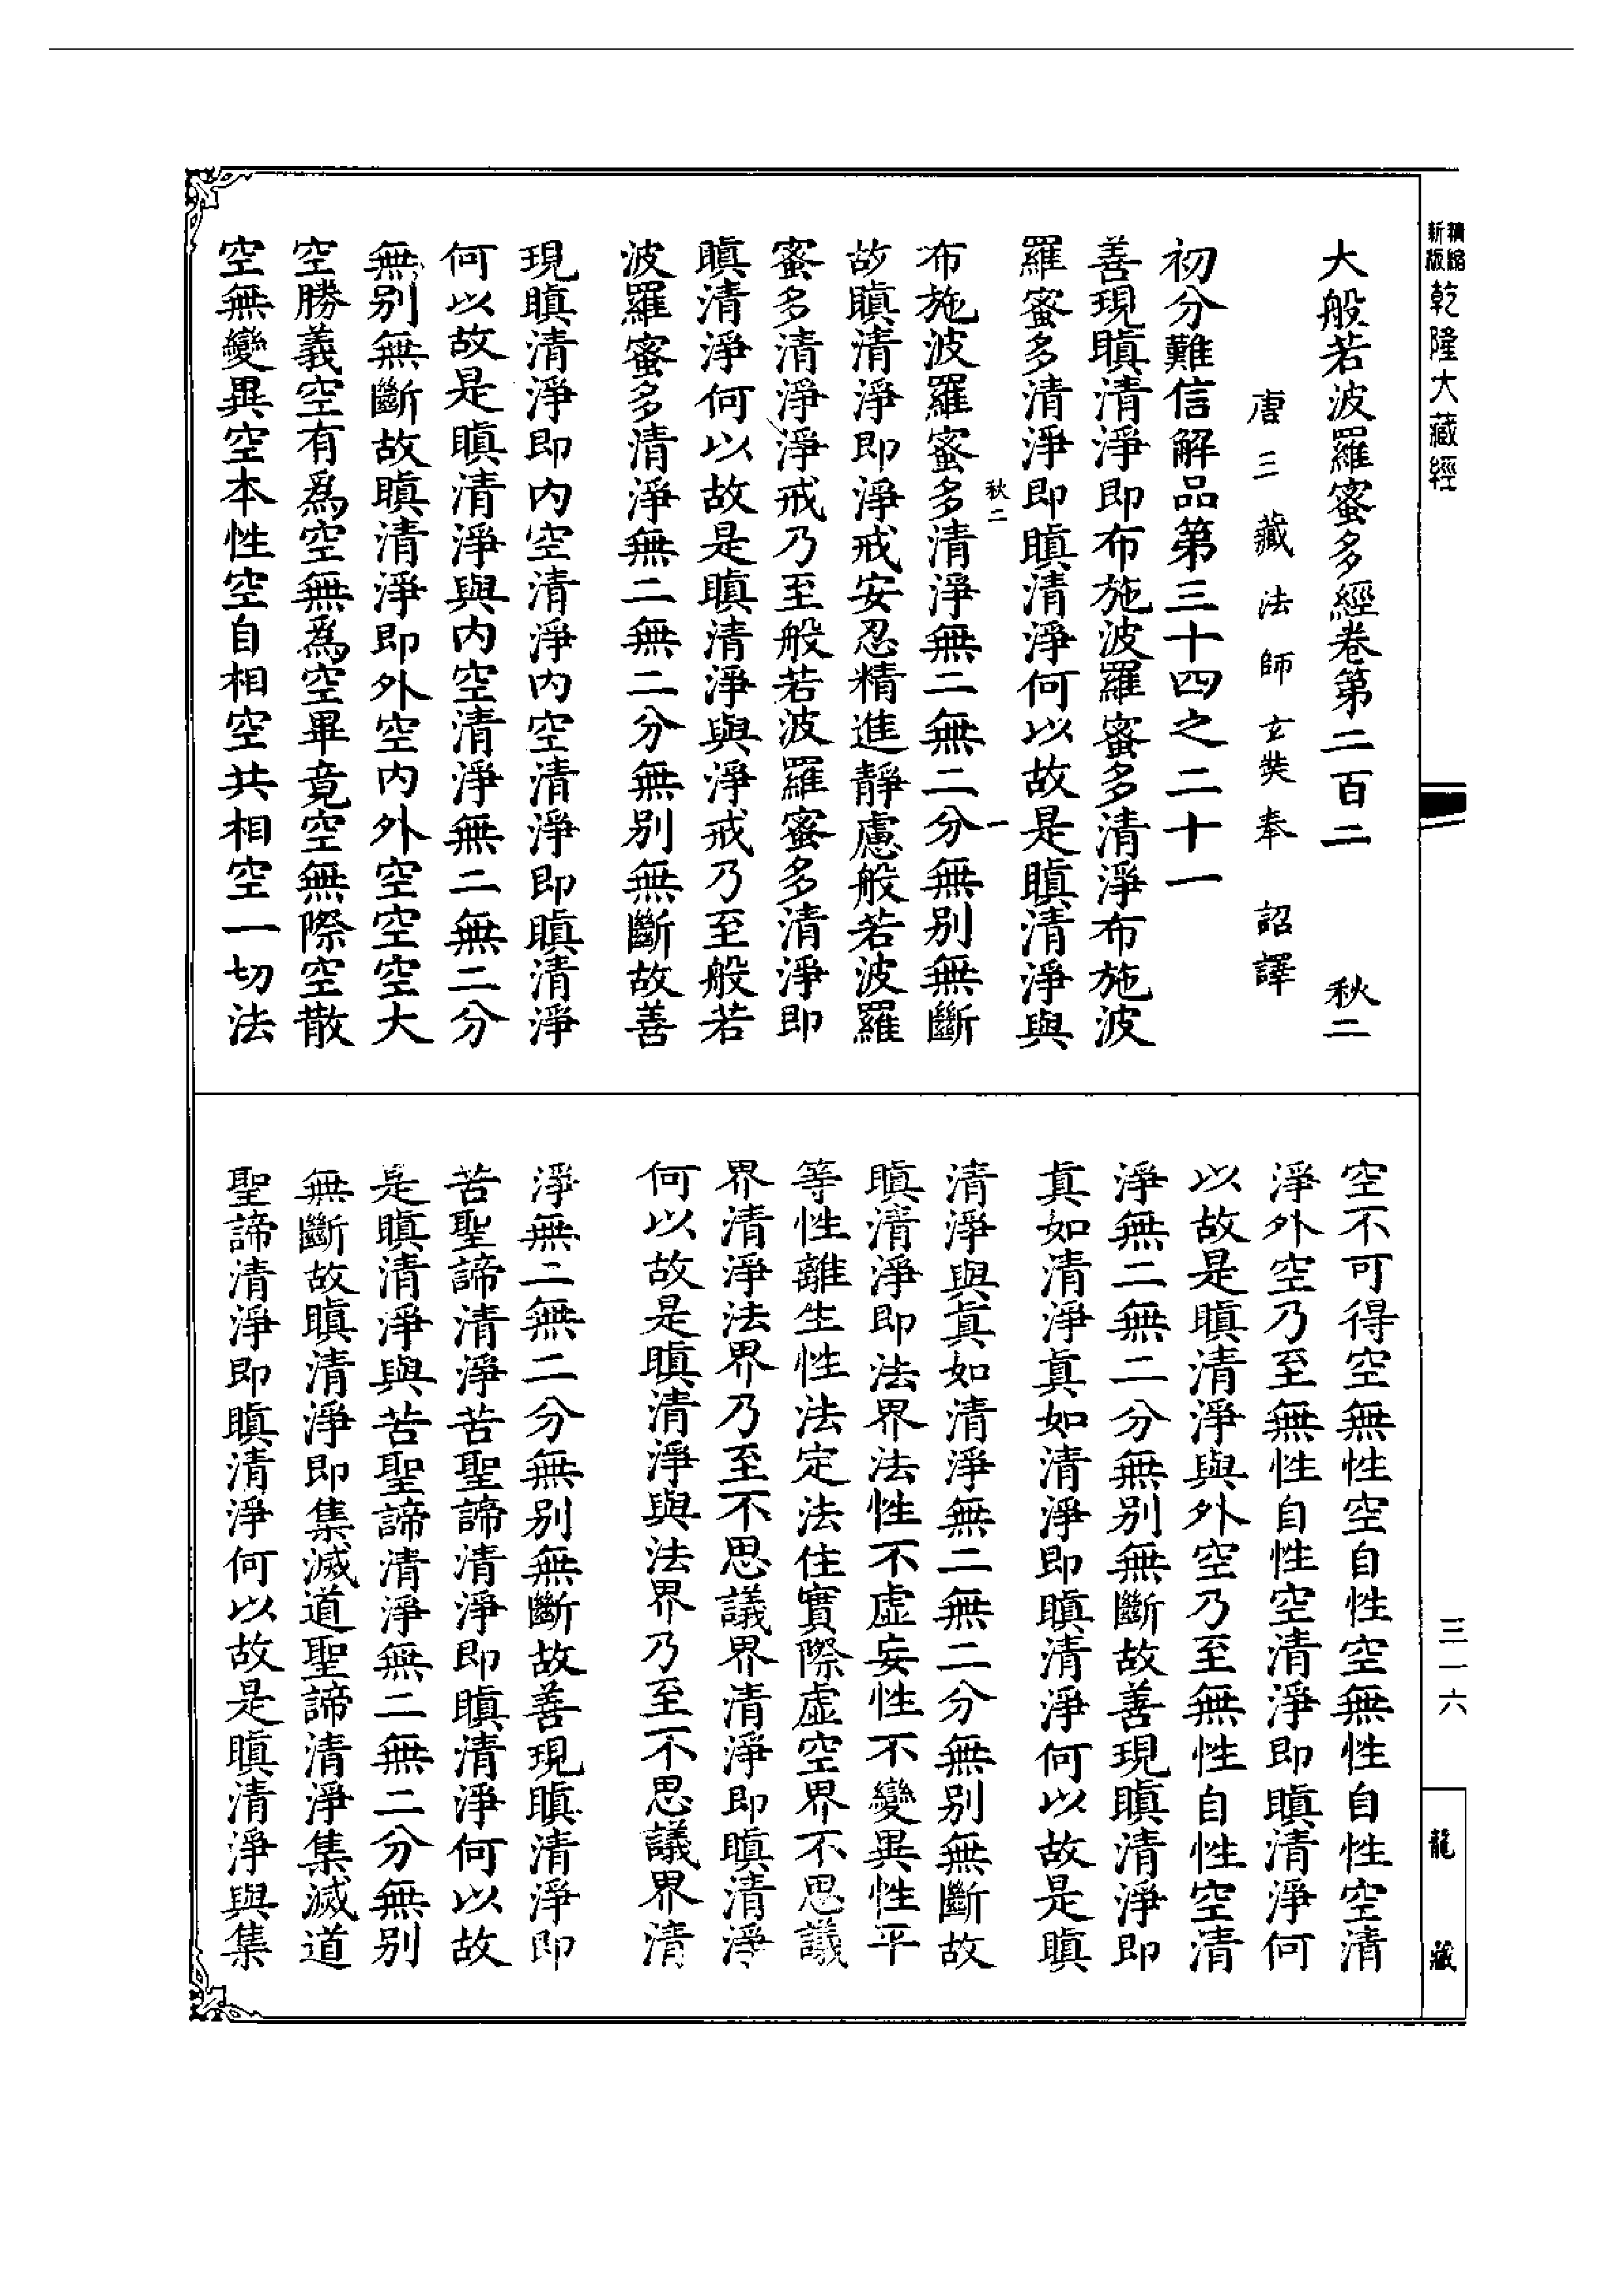 精縮新版乾隆大藏經
大般若波羅蜜多經卷第二百二 秋二
唐三藏法師玄奘奉 詔譯
初分難信解品第三十四之二十一
善現瞋清淨即布施波羅蜜多清淨布施波
羅蜜多清淨即瞋清淨何以故是瞋清淨與
秋二 一
布施波羅蜜多清淨無二無二分無別無斷
故瞋清淨即淨戒安忍精進靜慮般若波羅
蜜多清淨淨戒乃至般若波羅蜜多清淨即
瞋清淨何以故是瞋清淨與淨戒乃至般若
波羅蜜多清淨無二無二分無別無斷故善
現瞋清淨即內空清淨內空清淨即瞋清淨
何以故是瞋清淨與內空清淨無二無二分
無別無斷故瞋清淨即外空內外空空空大
空勝義空有為空無為空畢竟空無際空散
空無變異空本性空自相空共相空一切法
空不可得空無性空自性空無性自性空清
淨外空乃至無性自性空清淨即瞋清淨何
以故是瞋清淨與外空乃至無性自性空清
淨無二無二分無別無斷故善現瞋清淨即
真如清淨真如清淨即瞋清淨何以故是瞋
清淨與真如清淨無二無二分無別無斷故
瞋清淨即法界法性不虛妄性不變異性平
等性離生性法定法住實際虛空界不思議
界清淨法界乃至不思議界清淨即瞋清淨
何以故是瞋清淨與法界乃至不思議界清
淨無二無二分無別無斷故善現瞋清淨即
苦聖諦清淨苦聖諦清淨即瞋清淨何以故
是瞋清淨與苦聖諦清淨無二無二分無別
無斷故瞋清淨即集滅道聖諦清淨集滅道
聖諦清淨即瞋清淨何以故是瞋清淨與集
三一六
龍藏